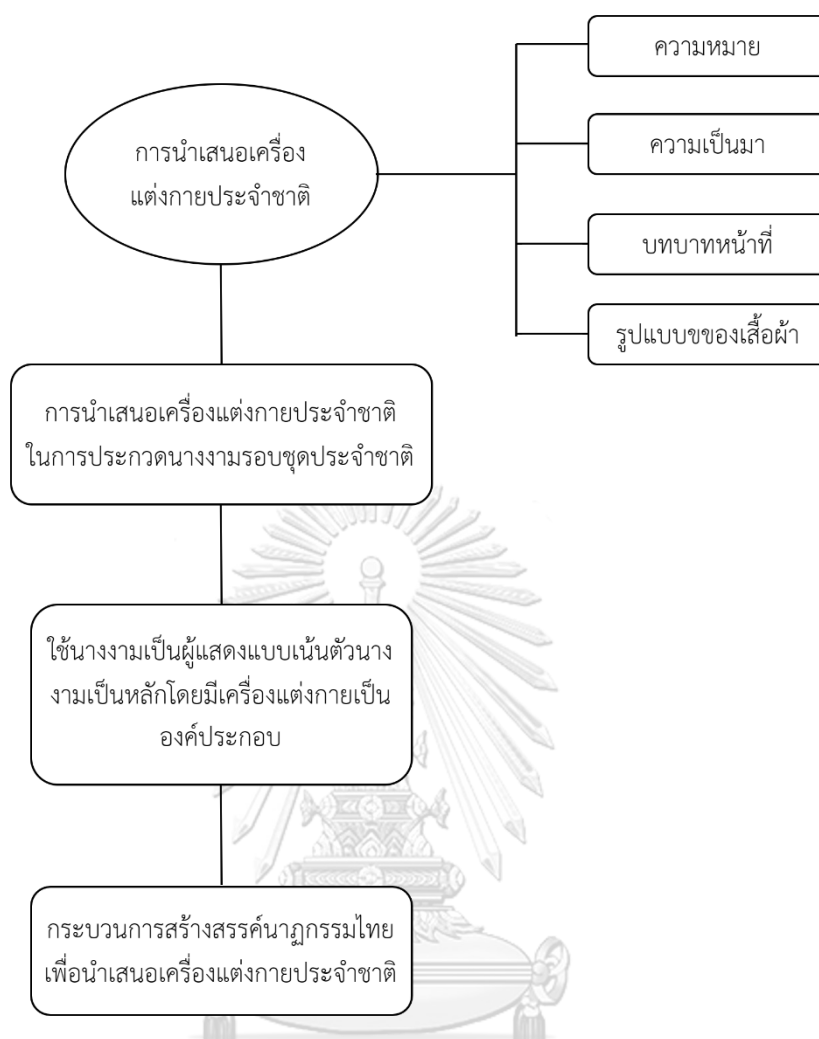 การนำเสนอเครื่อง
แต่งกายประจำชาติ
ความหมาย
ความเป็นมา
บทบาทหน้าที่
รูปแบบขของเสื้อผ้า
การนำเสนอเครื่องแต่งกายประจำชาติ
ในการประกวดนางงามรอบชุดประจำชาติ
ใช้นางงามเป็นผู้แสดงแบบเน้นตัวนาง
งามเป็นหลักโดยมีเครื่องแต่งกายเป็น
องค์ประกอบ
กระบวนการสร้างสรรค์นาฏกรรมไทย
เพื่อนำเสนอเครื่องแต่งกายประจำชาติ